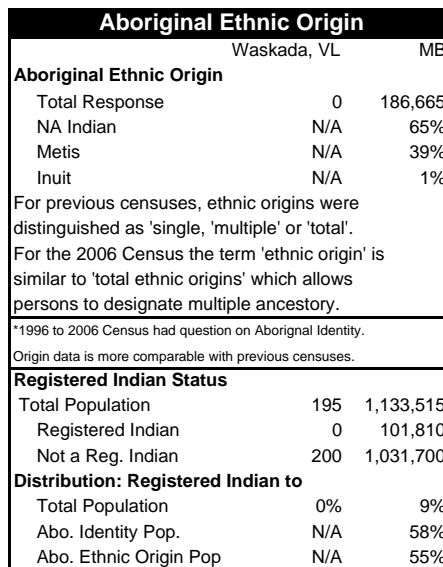 Aboriginal Ethnic Origin
Waskada, VL MB
Aboriginal Ethnic Origin
Total Response 0 186,665
NA Indian N/A 65%
Metis N/A 39%
Inuit N/A 1%
For previous censuses, ethnic origins were
distinguished as 'single, 'multiple' or 'total'.
For the 2006 Census the term 'ethnic origin' is
similar to 'total ethnic origins' which allows
persons to designate multiple ancestory.
*1996 to 2006 Census had question on Aborignal Identity.
Origin data is more comparable with previous censuses.
Registered Indian Status
Total Population 195 1,133,515
Registered Indian 0 101,810
Not a Reg. Indian 200 1,031,700
Distribution: Registered Indian to
Total Population 0% 9%
Abo. Identity Pop. N/A 58%
Abo. Ethnic Origin Pop N/A 55%